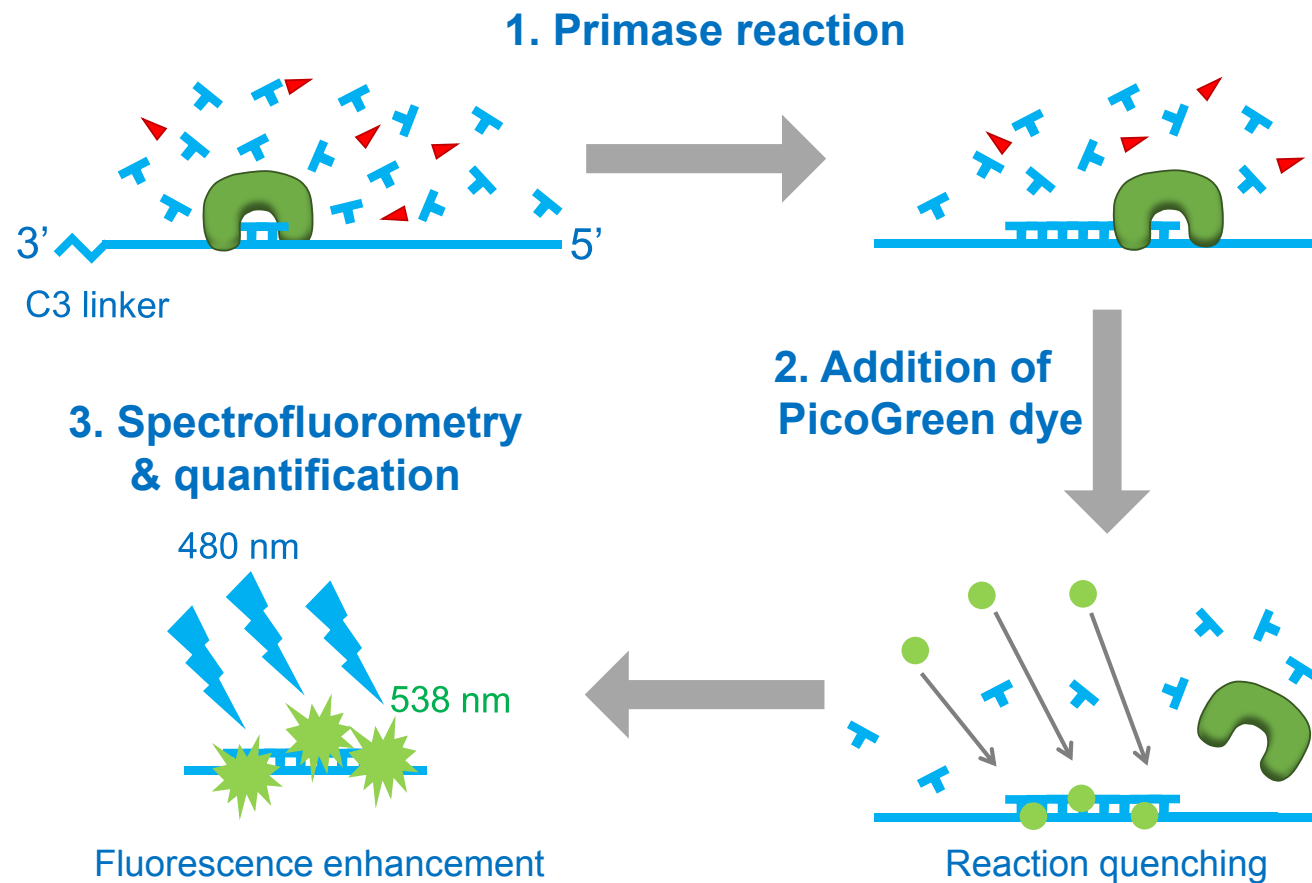 1. Primase reaction
3’
5’
C3 linker
2. Addition of
PicoGreen dye
3. Spectrofluorometry
& quantification
480 nm
538 nm
Fluorescence enhancement
Reaction quenching